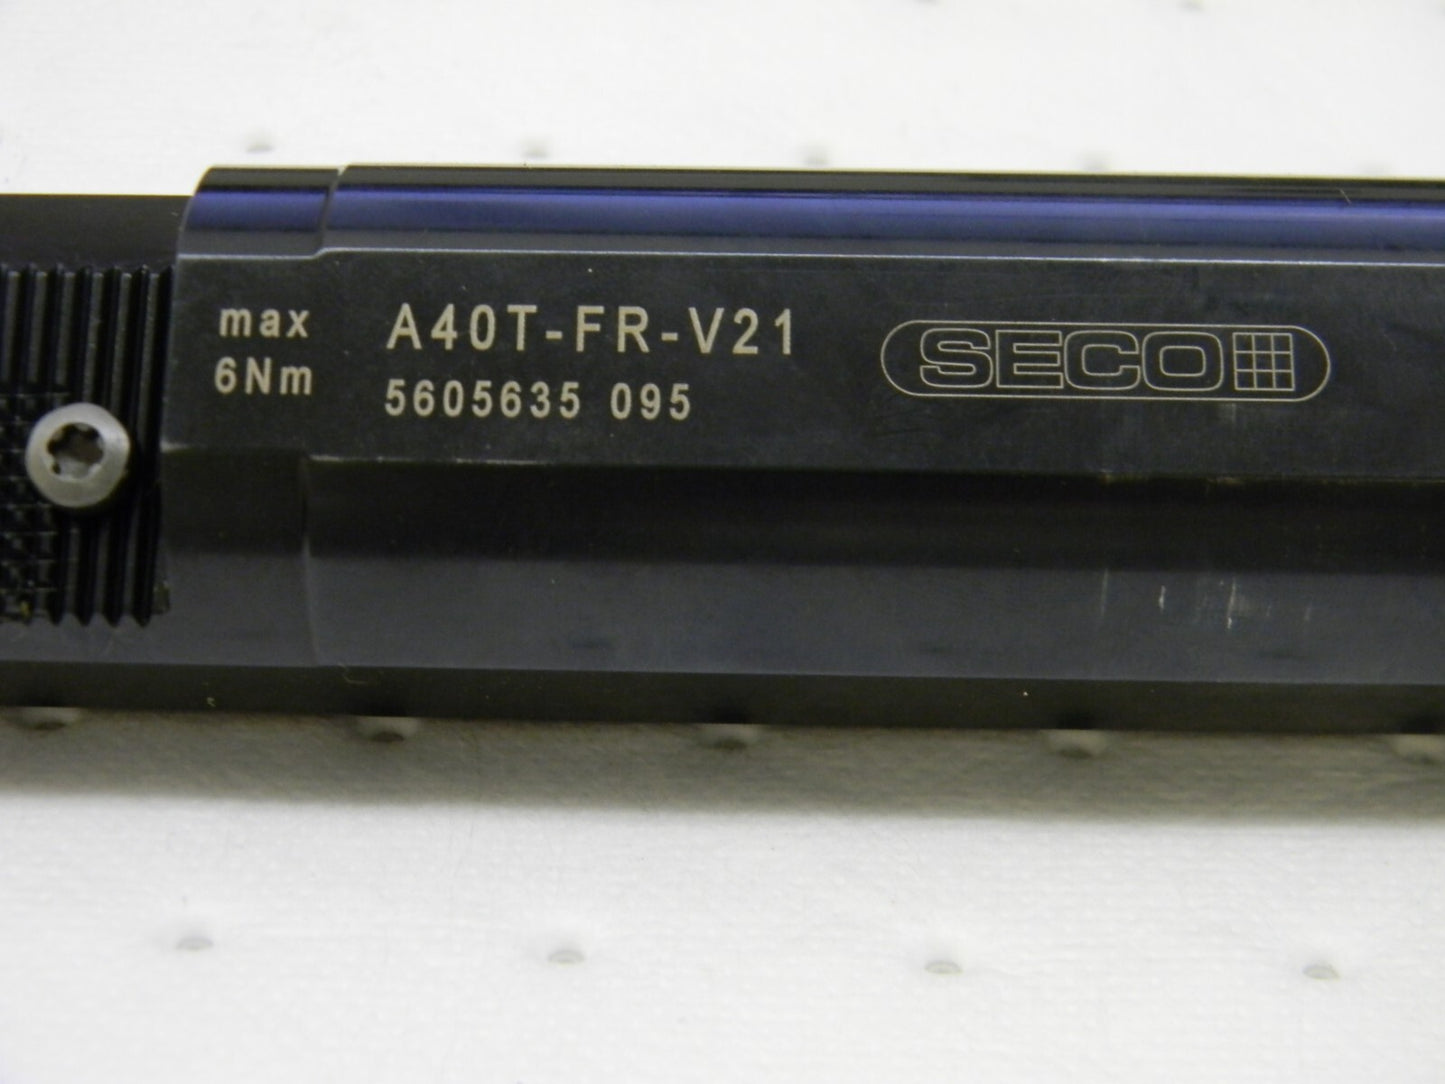 max
6Nm
A40T-FR-V21
5605635 095
SECO